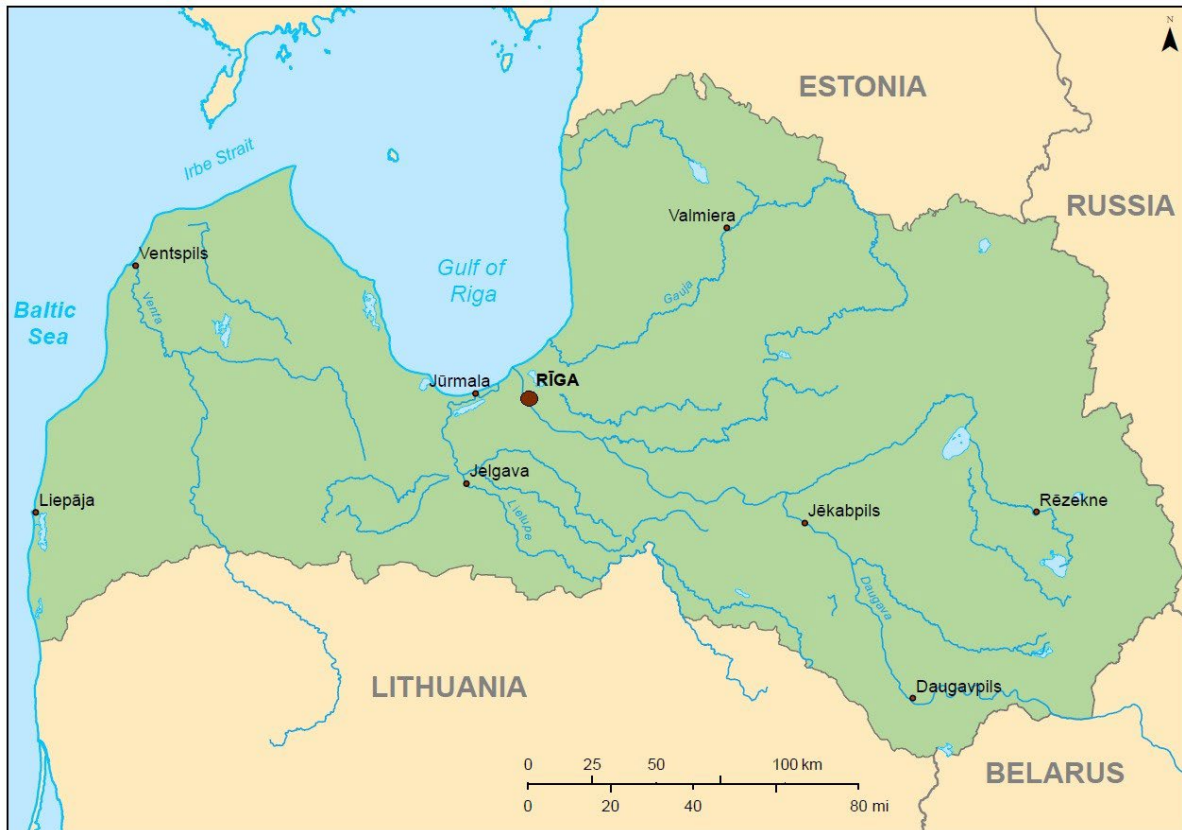 N
ESTONIA
RUSSIA
Irbe Strait
Valmiera
Ventspils
Gulf of
Riga
Gauja
Venta
Baltic
Sea
Jūrmala
RĪGA
Jelgava
Liepāja
Lielupe
Jēkabpils
Rēzekne
Daugava
LITHUANIA
Daugavpils
BELARUS
0 25 50 100 km
0 20 40 80 mi